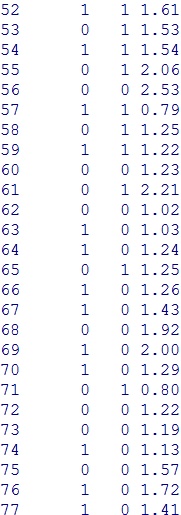 52 1 1 1.61
53 0 1 1.53
54 1 1 1.54
55 0 1 2.06
56 0 0 2.53
57 1 1 0.79
58 0 1 1.25
59 1 1 1.22
60 0 0 1.23
61 0 1 2.21
62 0 0 1.02
63 1 0 1.03
64 1 0 1.24
65 0 1 1.25
66 1 0 1.26
67 1 0 1.43
68 0 0 1.92
69 1 0 2.00
70 1 0 1.29
71 0 1 0.80
72 0 0 1.22
73 0 0 1.19
74 1 0 1.13
75 0 0 1.57
76 1 0 1.72
77 1 0 1.41